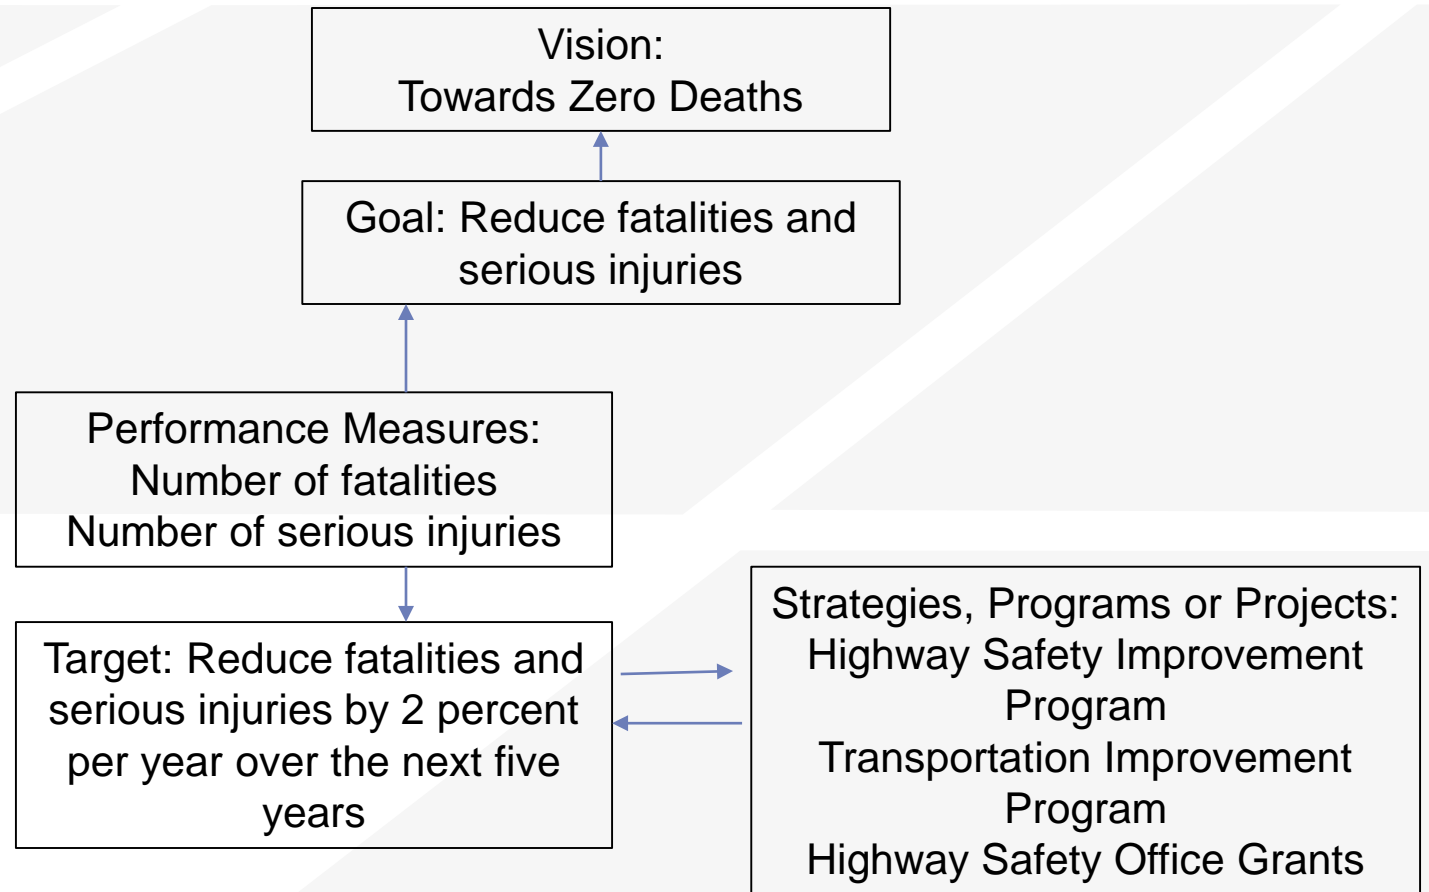 Vision:
Towards Zero Deaths
Goal: Reduce fatalities and
serious injuries
Performance Measures:
Number of fatalities
Number of serious injuries
Target: Reduce fatalities and
serious injuries by 2 percent
per year over the next five
years
Strategies, Programs or Projects:
Highway Safety Improvement
Program
Transportation Improvement
Program
Highway Safety Office Grants